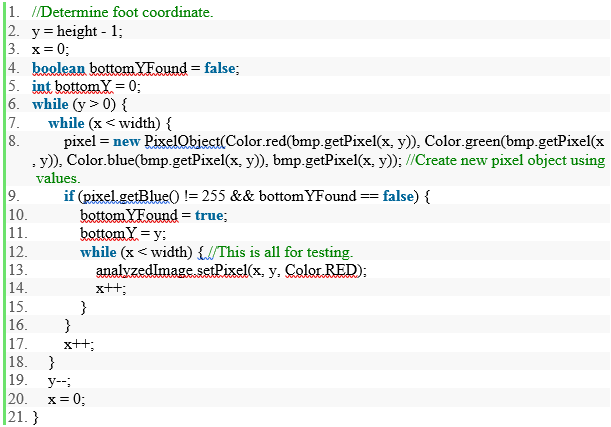 1. //Determine foot coordinate.
2. y = height - 1;
3. x = 0;
4. boolean bottomYFound = false;
5. int bottomY = 0;
6. while (y > 0) {
7. while (x < width) {
8. pixel = new PixelObject(Color.red(bmp.getPixel(x, y)), Color.green(bmp.getPixel(x
, y)), Color.blue(bmp.getPixel(x, y)), bmp.getPixel(x, y)); //Create new pixel object using
values.
9. if (pixel.getBlue() != 255 && bottomYFound == false) {
10. bottomYFound = true;
11. bottomY = y;
12. while (x < width) { //This is all for testing.
13. analyzedImage.setPixel(x, y, Color.RED);
14. x++;
15. }
16. }
17. x++;
18. }
19. y--;
20. x = 0;
21. }